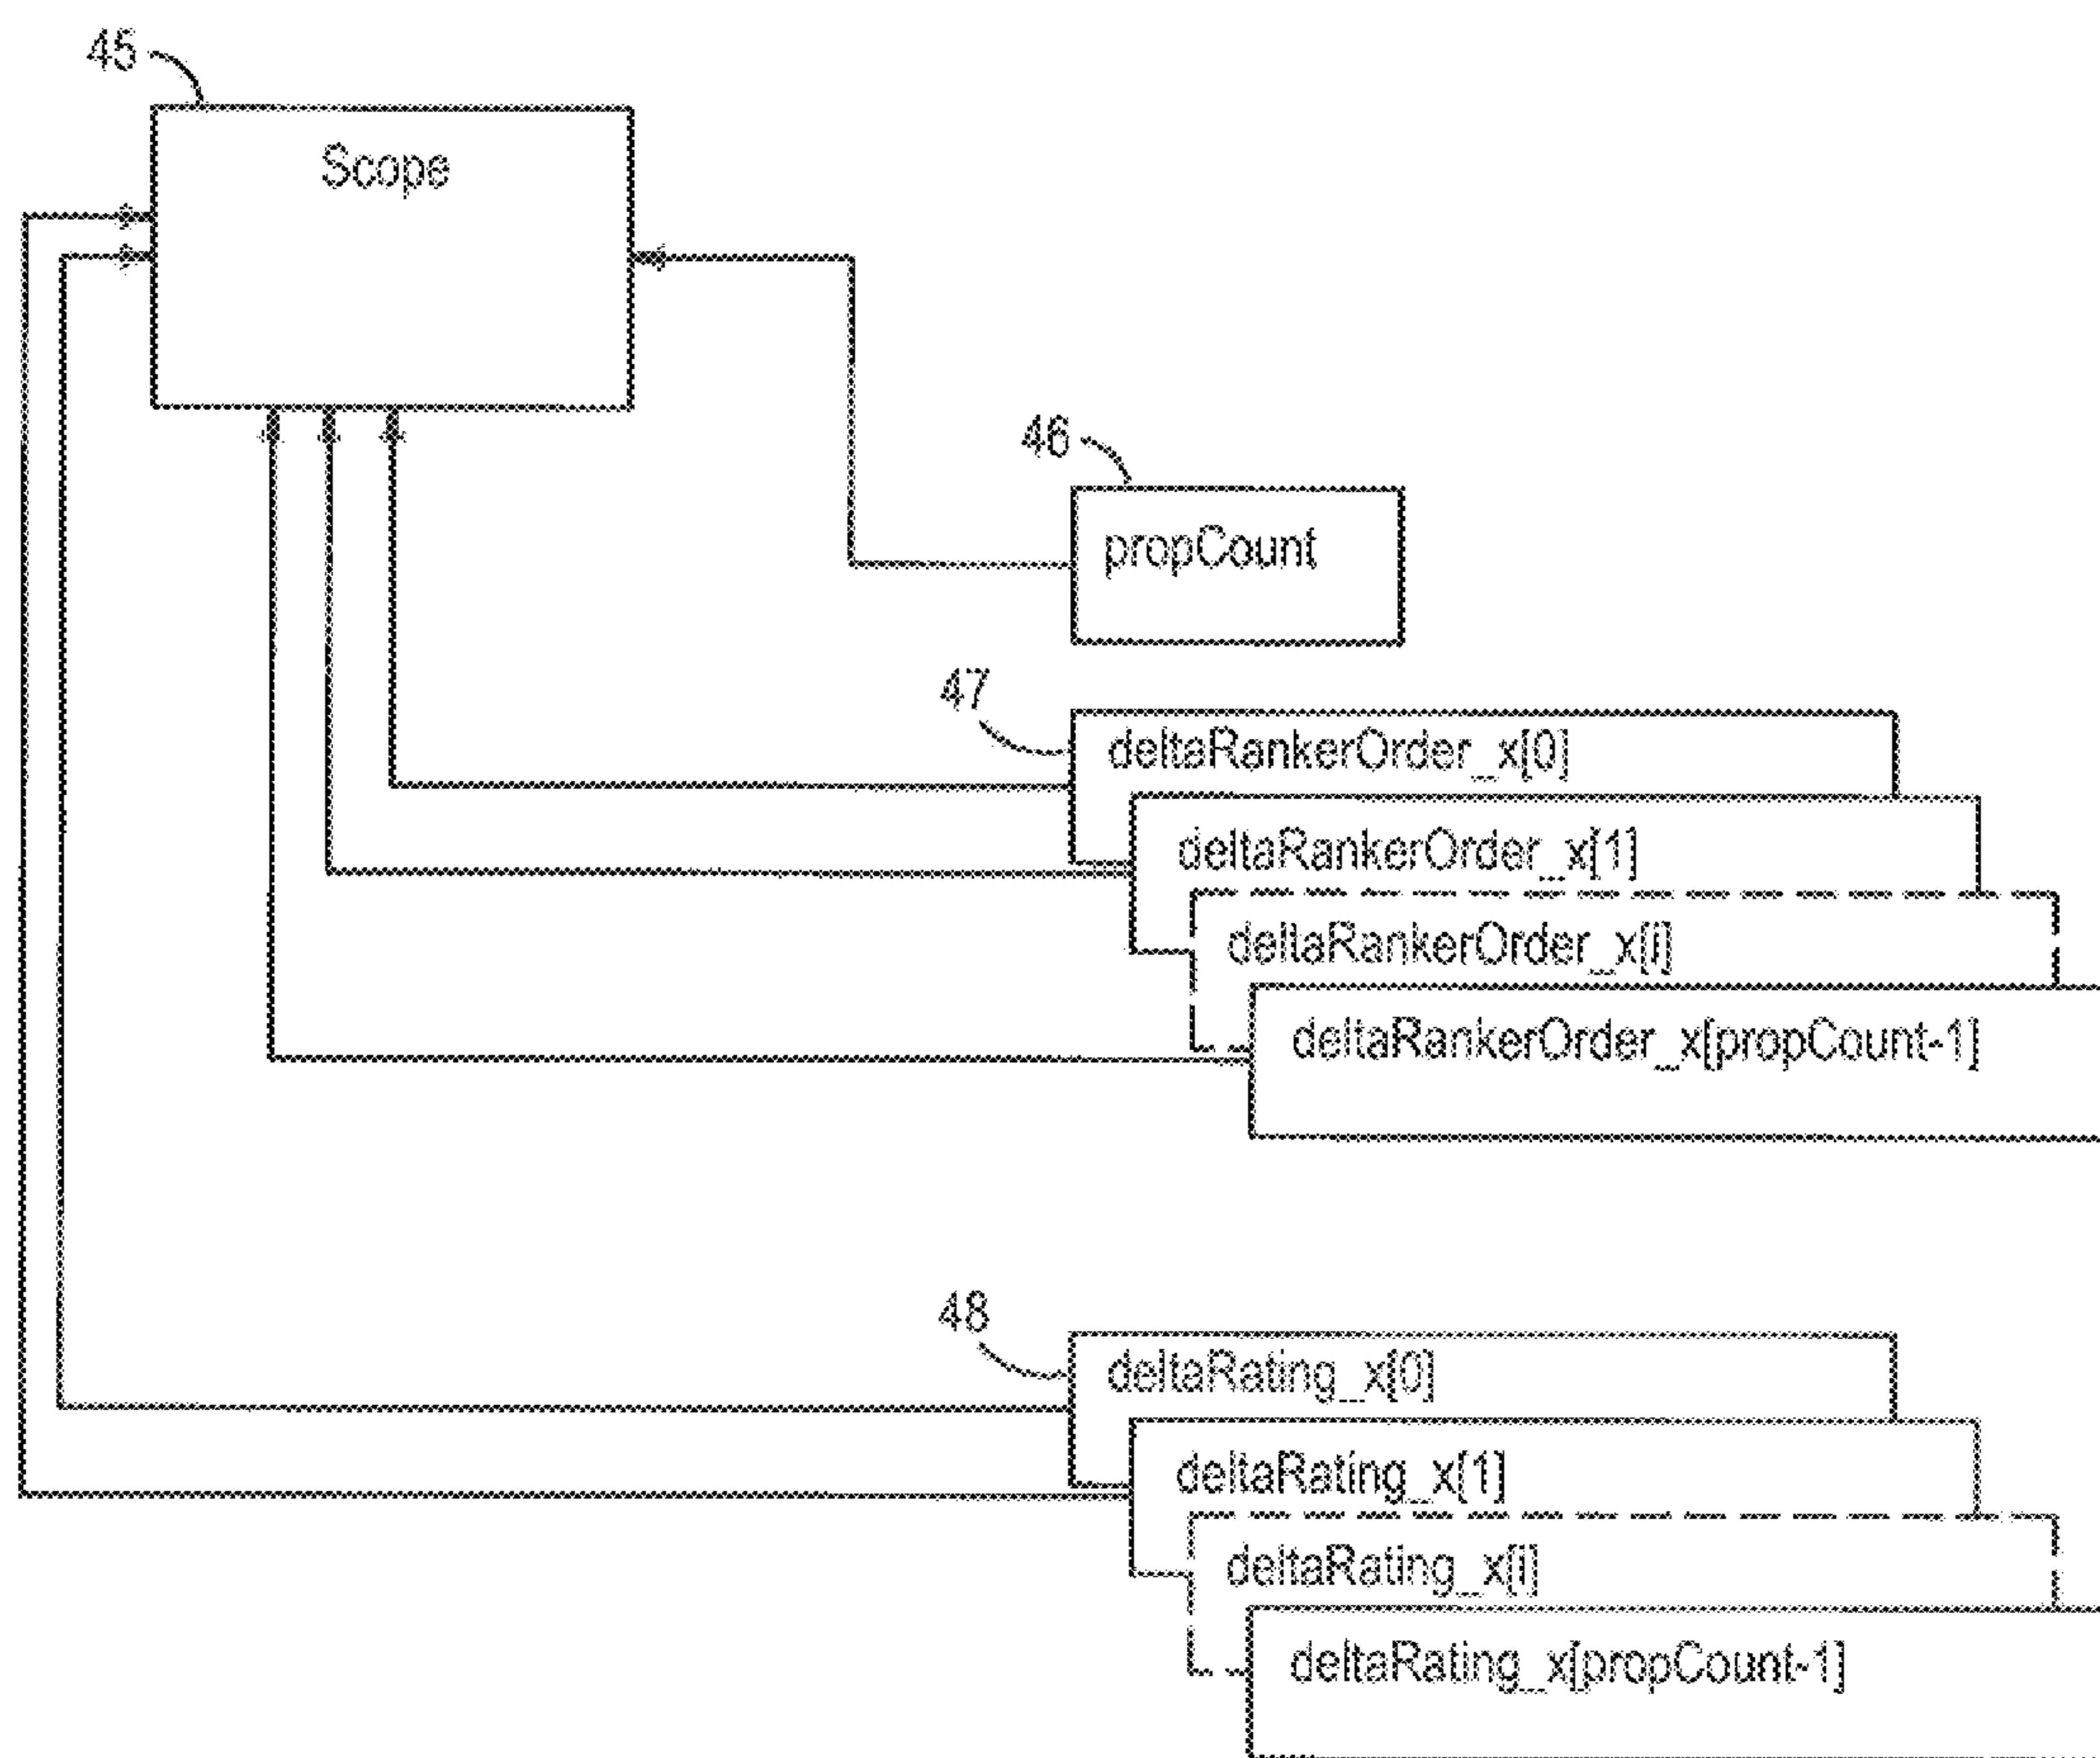 45
Scope
46
propCount
47
deltaRankerOrder_x[0]
deltaRankerOrder_x[1]
deltaRankerOrder_x[i]
deltaRankerOrder_x[propCount-1]
48
deltaRating_x[0]
deltaRating_x[1]
deltaRating_x[i]
deltaRating_x[propCount-1]